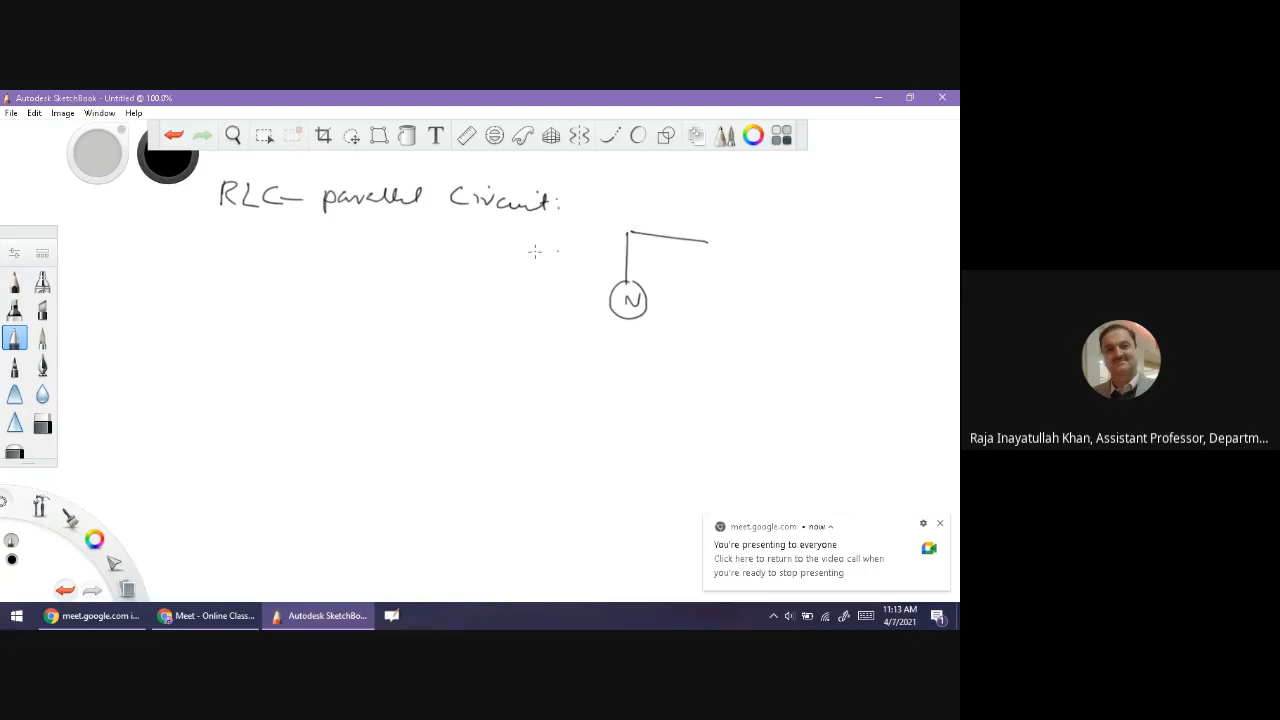 Autodesk SketchBook - Untitled @ 100.0%
File Edit Image Window Help
T
RLC- parallel Circuit:
N
Raja Inayatullah Khan, Assistant Professor, Departm...
meet.google.com • now
You're presenting to everyone
Click here to return to the video call when
you're ready to stop presenting
meet.google.com i... Meet - Online Class... Autodesk SketchBo...
11:13 AM
4/7/2021
1